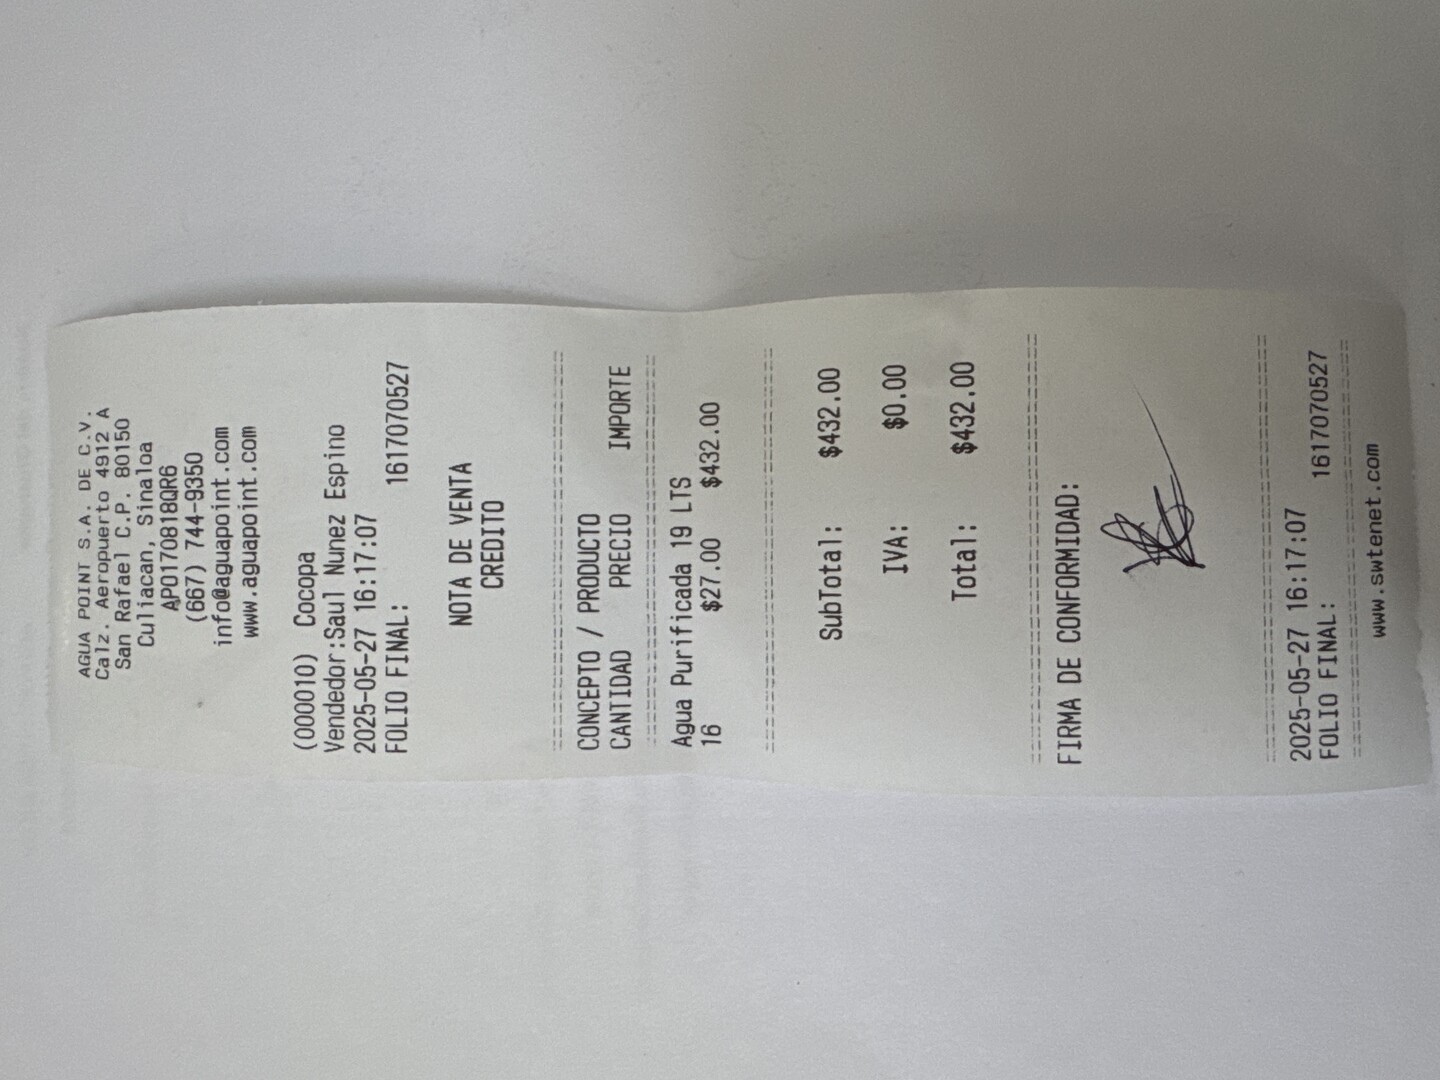 AGUA POINT S.A. DE C.V.
Calz. Aeropuerto 4912 A
San Rafael C.P. 80150
Culiacan, Sinaloa
APO170818QR6
(667) 744-9350
info@aguapoint.com
www.aguapoint.com
(000010) Cocopa
Vendedor:Saul Nunez Espino
2025-05-27 16:17:07
FOLIO FINAL: 1617070527
NOTA DE VENTA
CREDITO
CONCEPTO / PRODUCTO
CANTIDAD PRECIO IMPORTE
Agua Purificada 19 LTS
16 $27.00 $432.00
SubTotal: $432.00
IVA: $0.00
Total: $432.00
FIRMA DE CONFORMIDAD:
2025-05-27 16:17:07
FOLIO FINAL: 1617070527
www.swtenet.com